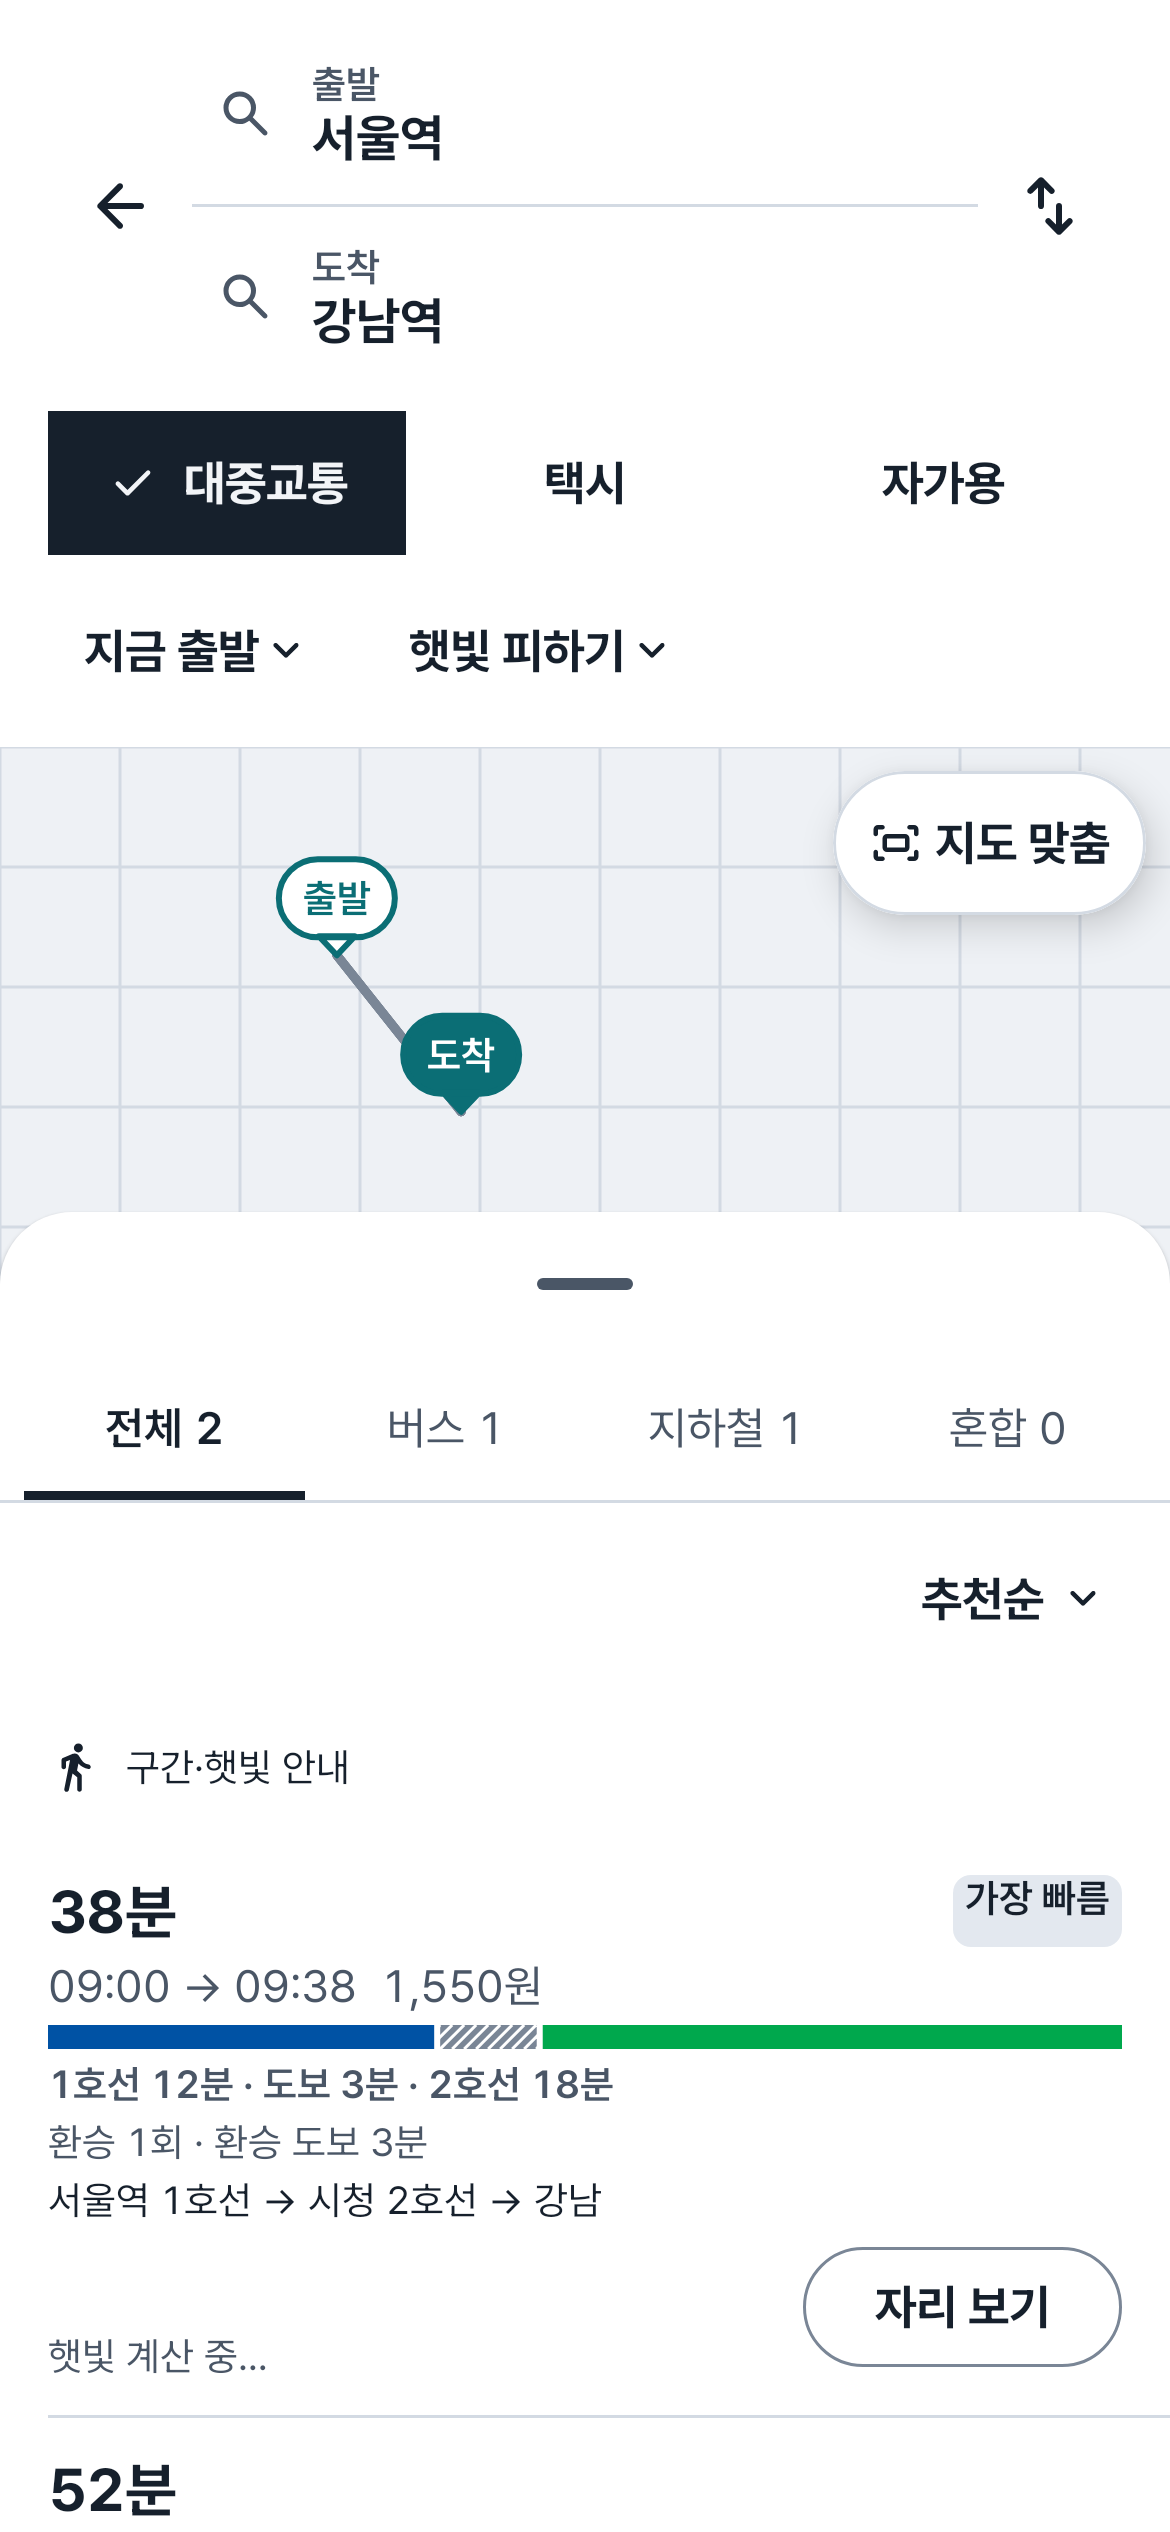 출발
서울역
도착
강남역
대중교통 택시 자가용
지금 출발 햇빛 피하기
지도 맞춤
출발
도착
전체 2 버스 1 지하철 1 혼합 0
추천순
구간·햇빛 안내
38분 가장 빠름
09:00 → 09:38 1,550원
1호선 12분 · 도보 3분 · 2호선 18분
환승 1회 · 환승 도보 3분
서울역 1호선 → 시청 2호선 → 강남
자리 보기
햇빛 계산 중...
52분